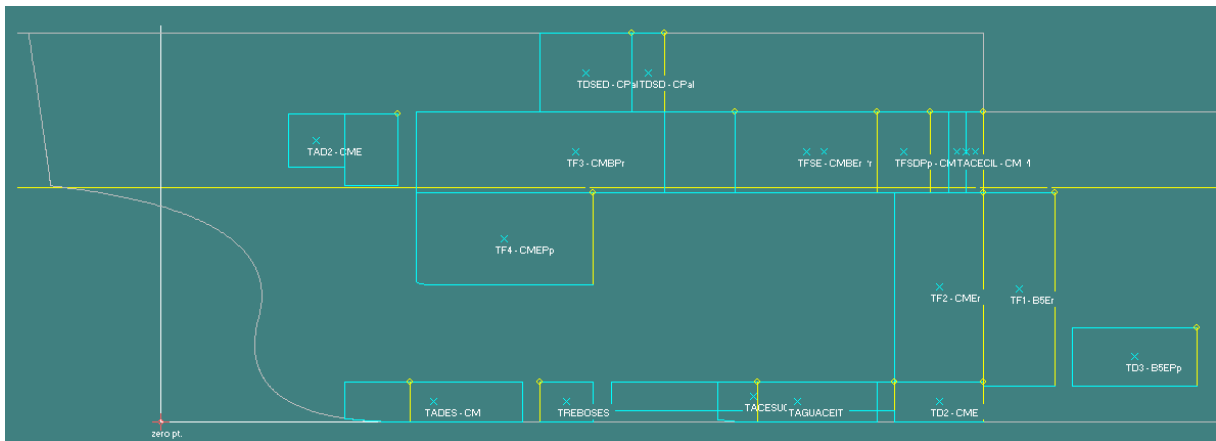 TDSED - CPal
TDSD - CPal
TAD2 - CME
TF3 - CMBPr
TFSE - CMBEr
TFSDPp - CM
TACECIL - CM
TF4 - CMEPp
TF2 - CMEr
TF1 - B5Er
TD3 - B5EPp
TADES - CM
TREBOSES
TACESU
TAGUACEIT
TD2 - CME
zero pt.